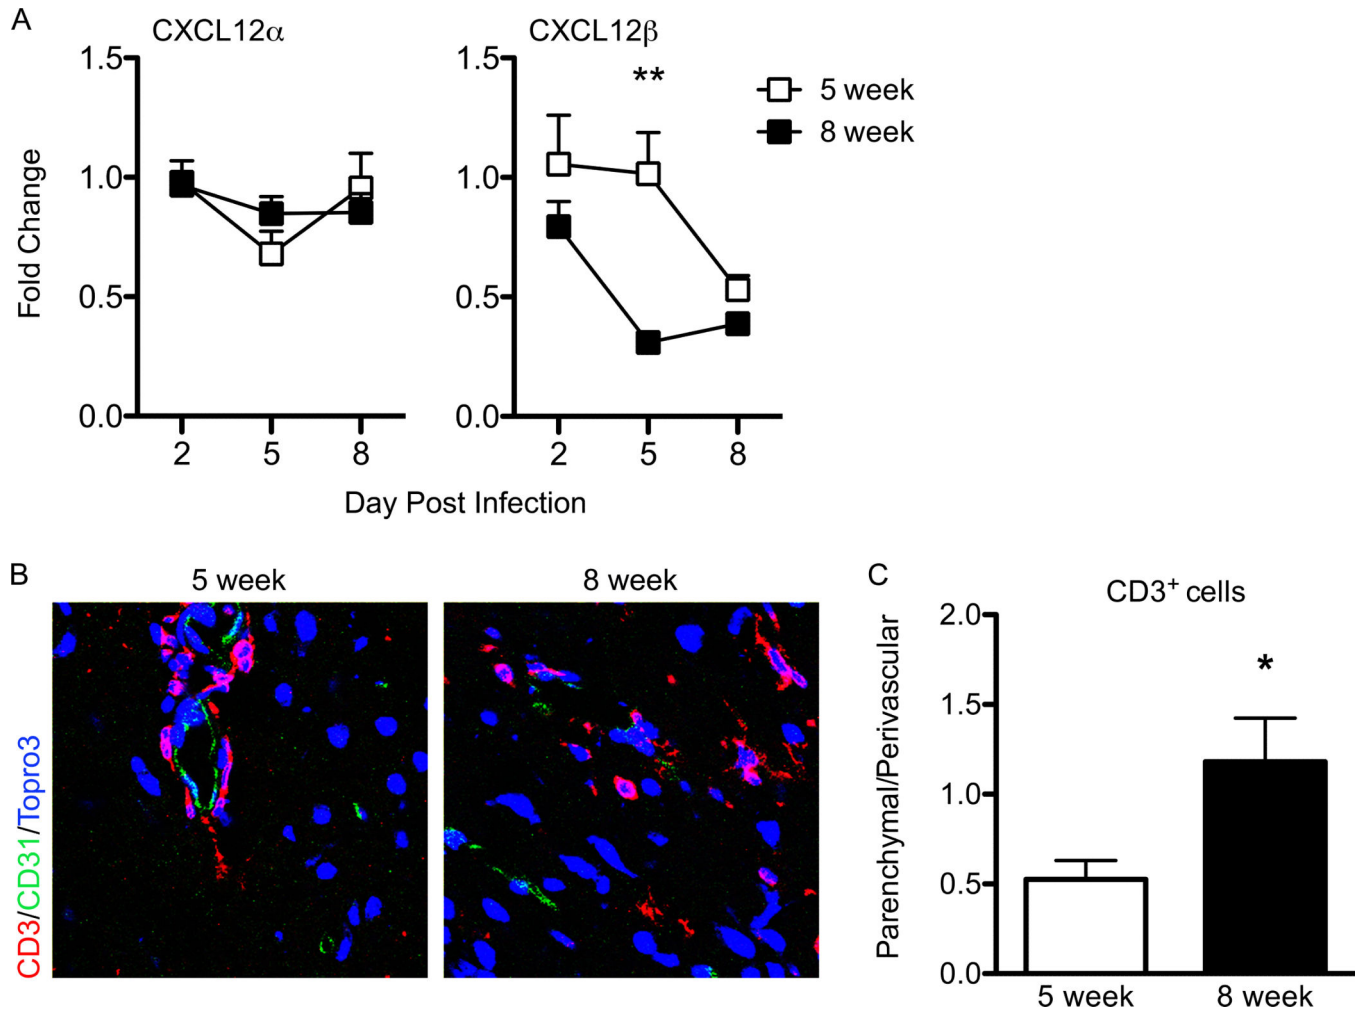 A
CXCL12α
CXCL12β
1.5
1.0
0.5
0.0
Fold Change
2 5 8
1.5
1.0
0.5
0.0
**
2 5 8
5 week
8 week
Day Post Infection
B
5 week
8 week
CD3/CD31/Topro3
C
CD3⁺ cells
Parenchymal/Perivascular
2.0
1.5
1.0
0.5
0.0
*
5 week
8 week